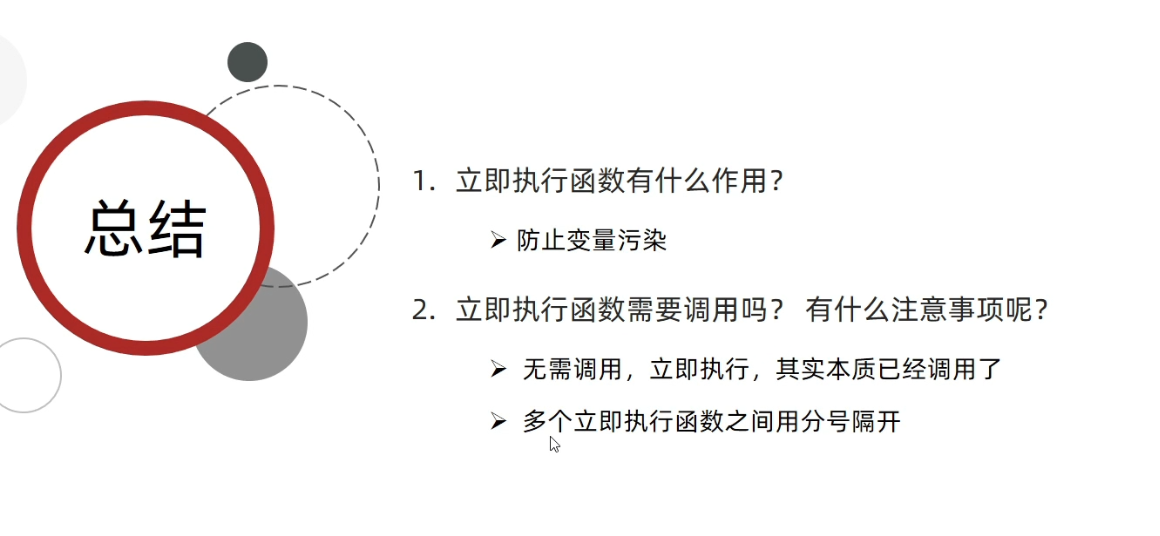 总结
1. 立即执行函数有什么作用？
➢ 防止变量污染
2. 立即执行函数需要调用吗？ 有什么注意事项呢？
➢ 无需调用，立即执行，其实本质已经调用了
➢ 多个立即执行函数之间用分号隔开